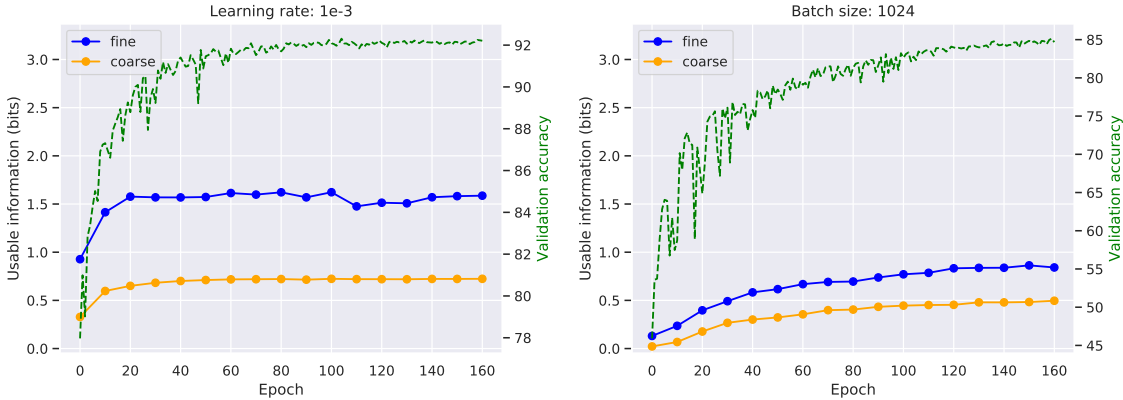 Learning rate: 1e-3
fine
coarse
Usable information (bits)
3.0
2.5
2.0
1.5
1.0
0.5
0.0
0 20 40 60 80 100 120 140 160
Epoch
92
90
88
86
84
82
80
78
Validation accuracy
Batch size: 1024
fine
coarse
Usable information (bits)
3.0
2.5
2.0
1.5
1.0
0.5
0.0
0 20 40 60 80 100 120 140 160
Epoch
85
80
75
70
65
60
55
50
45
Validation accuracy